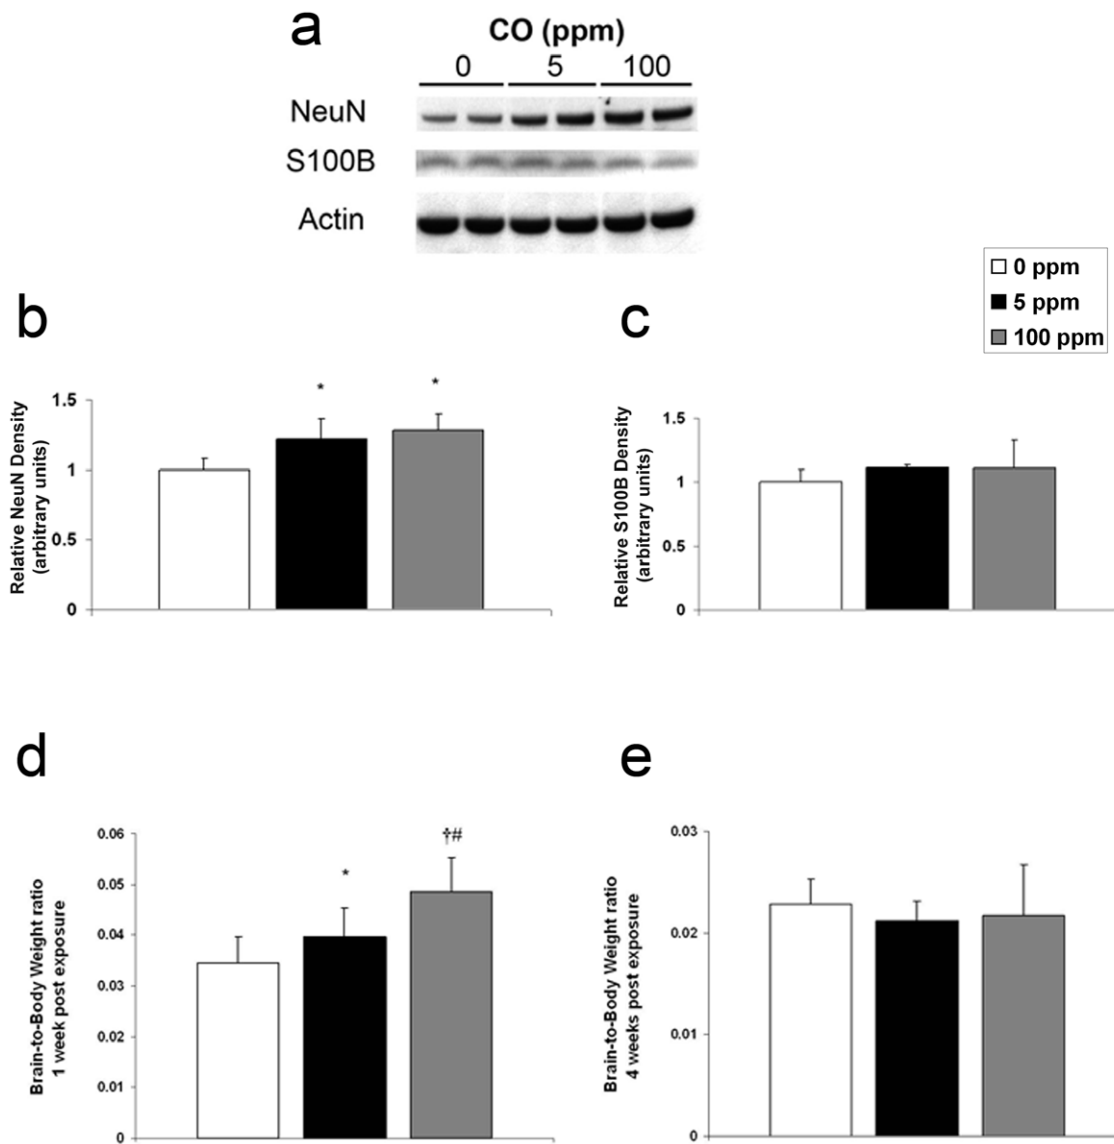 a
CO (ppm)
0 5 100
NeuN
S100B
Actin
0 ppm
5 ppm
100 ppm
b
Relative NeuN Density
(arbitrary units)
1.5
1
0.5
0
*
*
c
Relative S100B Density
(arbitrary units)
1.5
1
0.5
0
d
Brain-to-Body Weight ratio
1 week post exposure
0.06
0.05
0.04
0.03
0.02
0.01
0
*
†#
e
Brain-to-Body Weight ratio
4 weeks post exposure
0.03
0.02
0.01
0